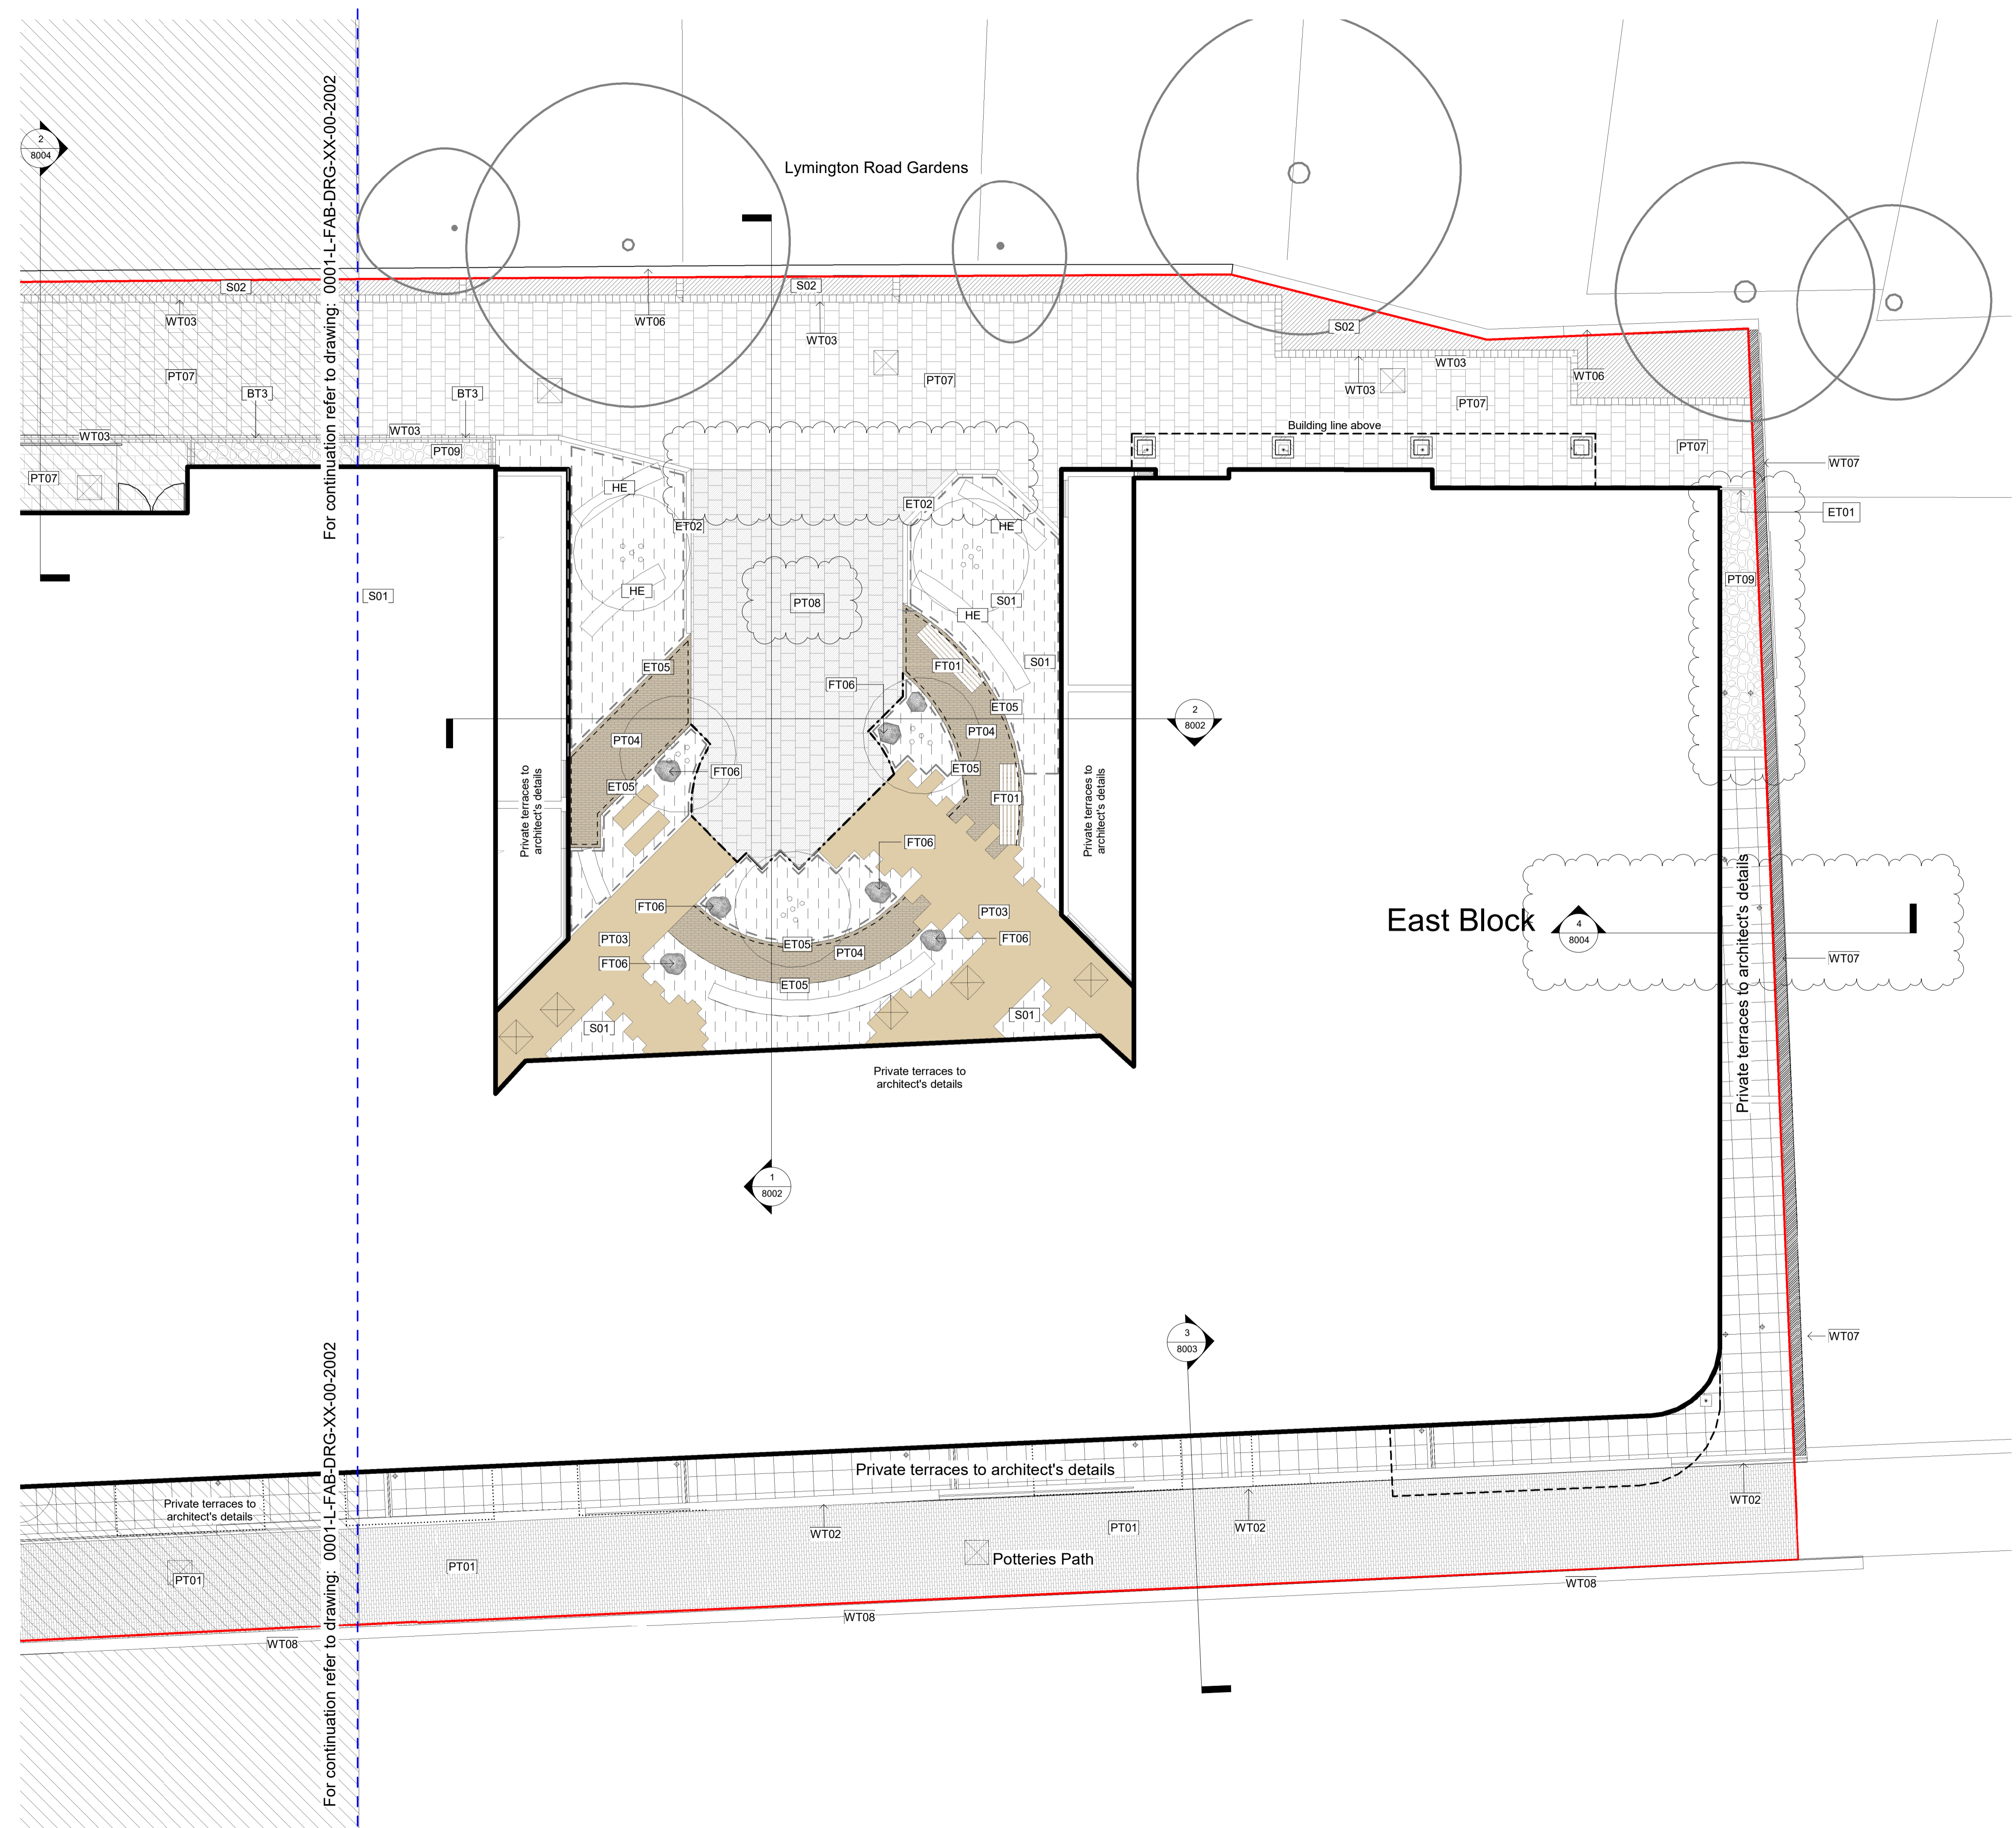 2
8004
For continuation refer to drawing:  0001-L-FAB-DRG-XX-00-2002
Lymington Road Gardens
S02
S02
WT03
WT06
S02
WT03
WT03
PT07
PT07
WT03
WT06
BT3
BT3
PT07
WT03
WT03
Building line above
PT09
PT07
WT07
PT07
HE
ET02
ET02
HE
ET01
PT09
S01
HE
PT08
S01
HE
ET05
FT01
S01
FT06
ET05
2
8002
PT04
PT04
FT06
ET05
ET05
FT01
Private terraces to
architect's details
Private terraces to
architect's details
FT06
FT06
PT03
East Block
4
8004
PT03
ET05
PT04
FT06
FT06
ET05
WT07
Private terraces to architect's details
S01
S01
Private terraces to
architect's details
1
8002
3
8003
WT07
For continuation refer to drawing:  0001-L-FAB-DRG-XX-00-2002
Private terraces to architect's details
Private terraces to
architect's details
WT02
WT02
WT02
PT01
Potteries Path
PT01
PT01
WT08
WT08
WT08